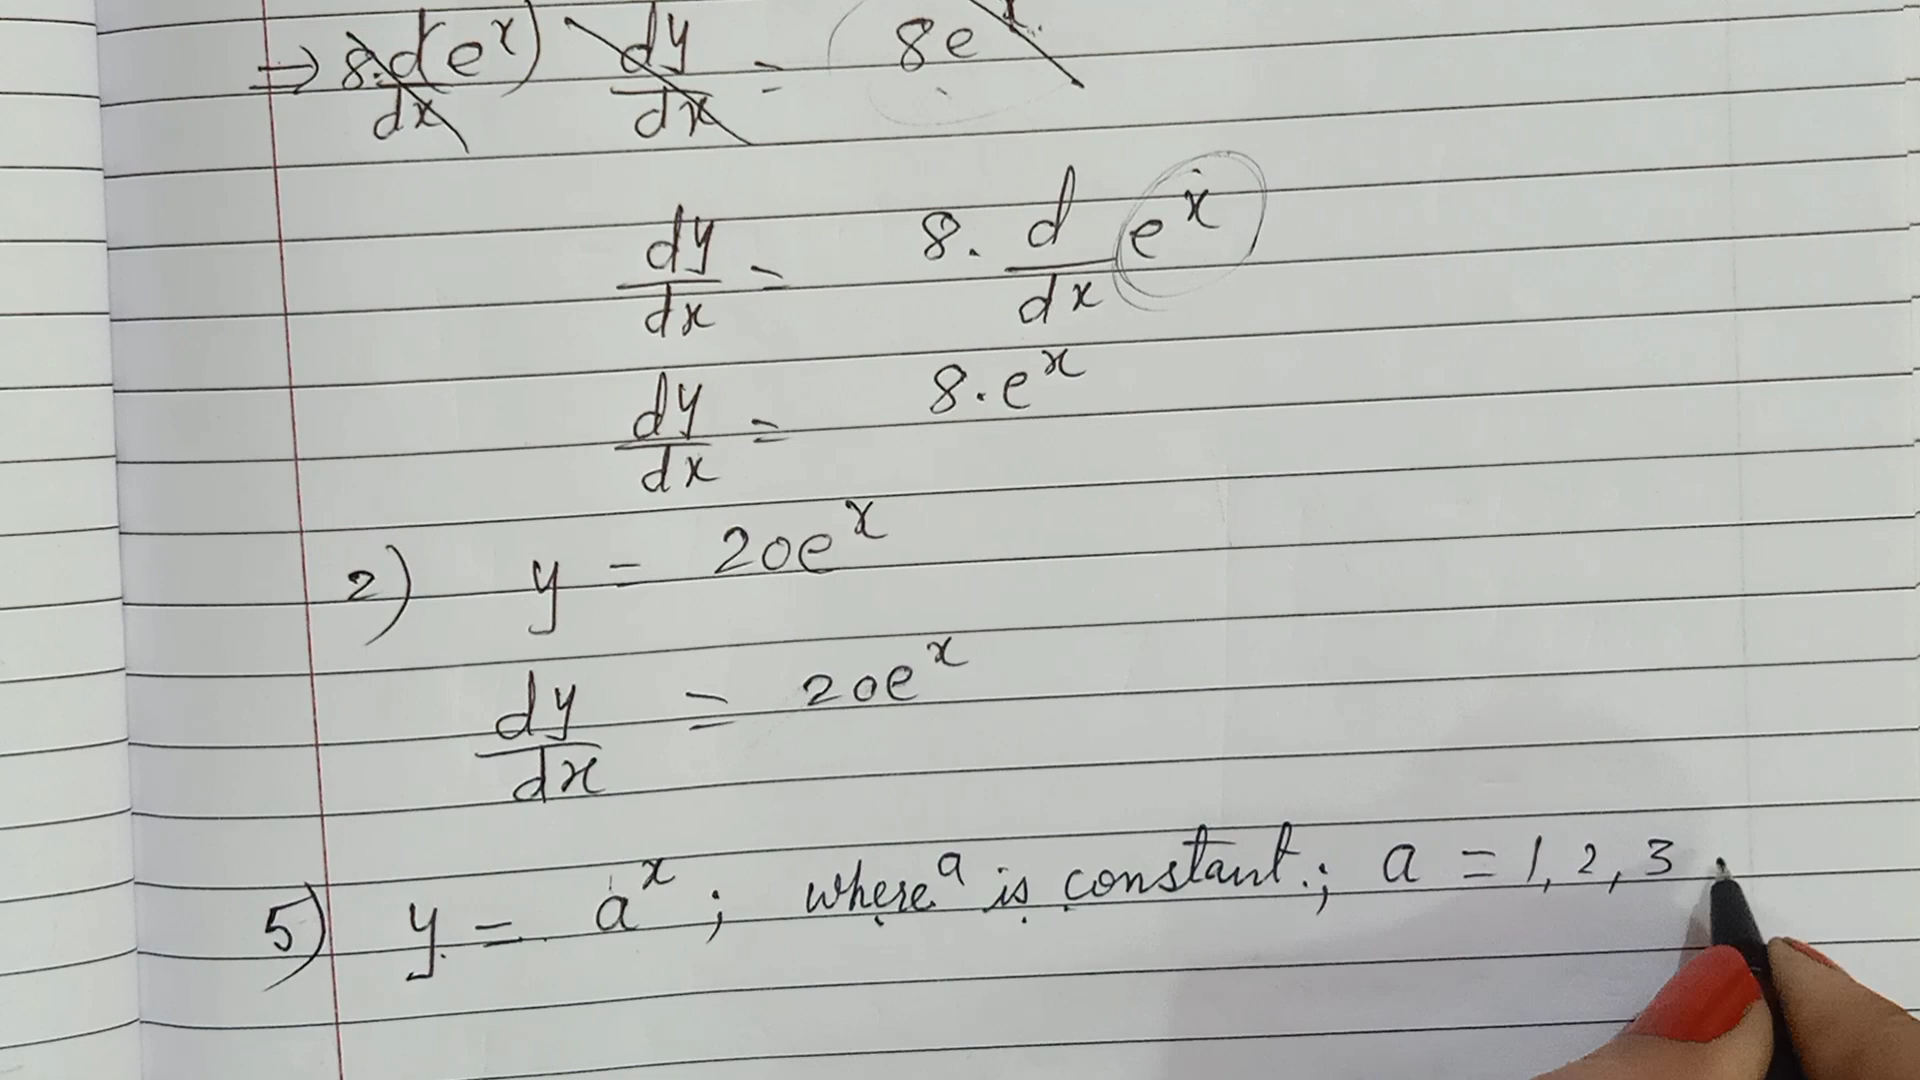 ⇒ 8.d(e^x)/dx dy/dx = 8e^x
dy/dx = 8. d/dx e^x
dy/dx = 8.e^x
2) y = 20e^x
dy/dx = 20e^x
5) y = a^x ; where a is constant. ; a = 1, 2, 3